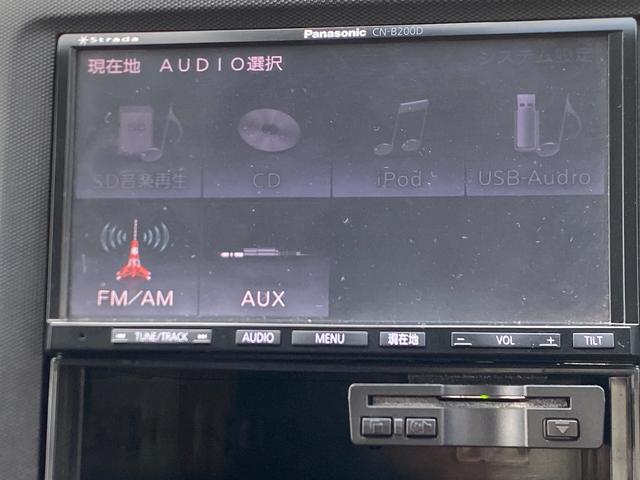 Strada Panasonic CN-B200D
現在地 AUDIO選択 システム設定
SD
SD音楽再生 CD iPod USB-Audio
FM/AM AUX
TUNE/TRACK AUDIO MENU 現在地 - VOL + TILT